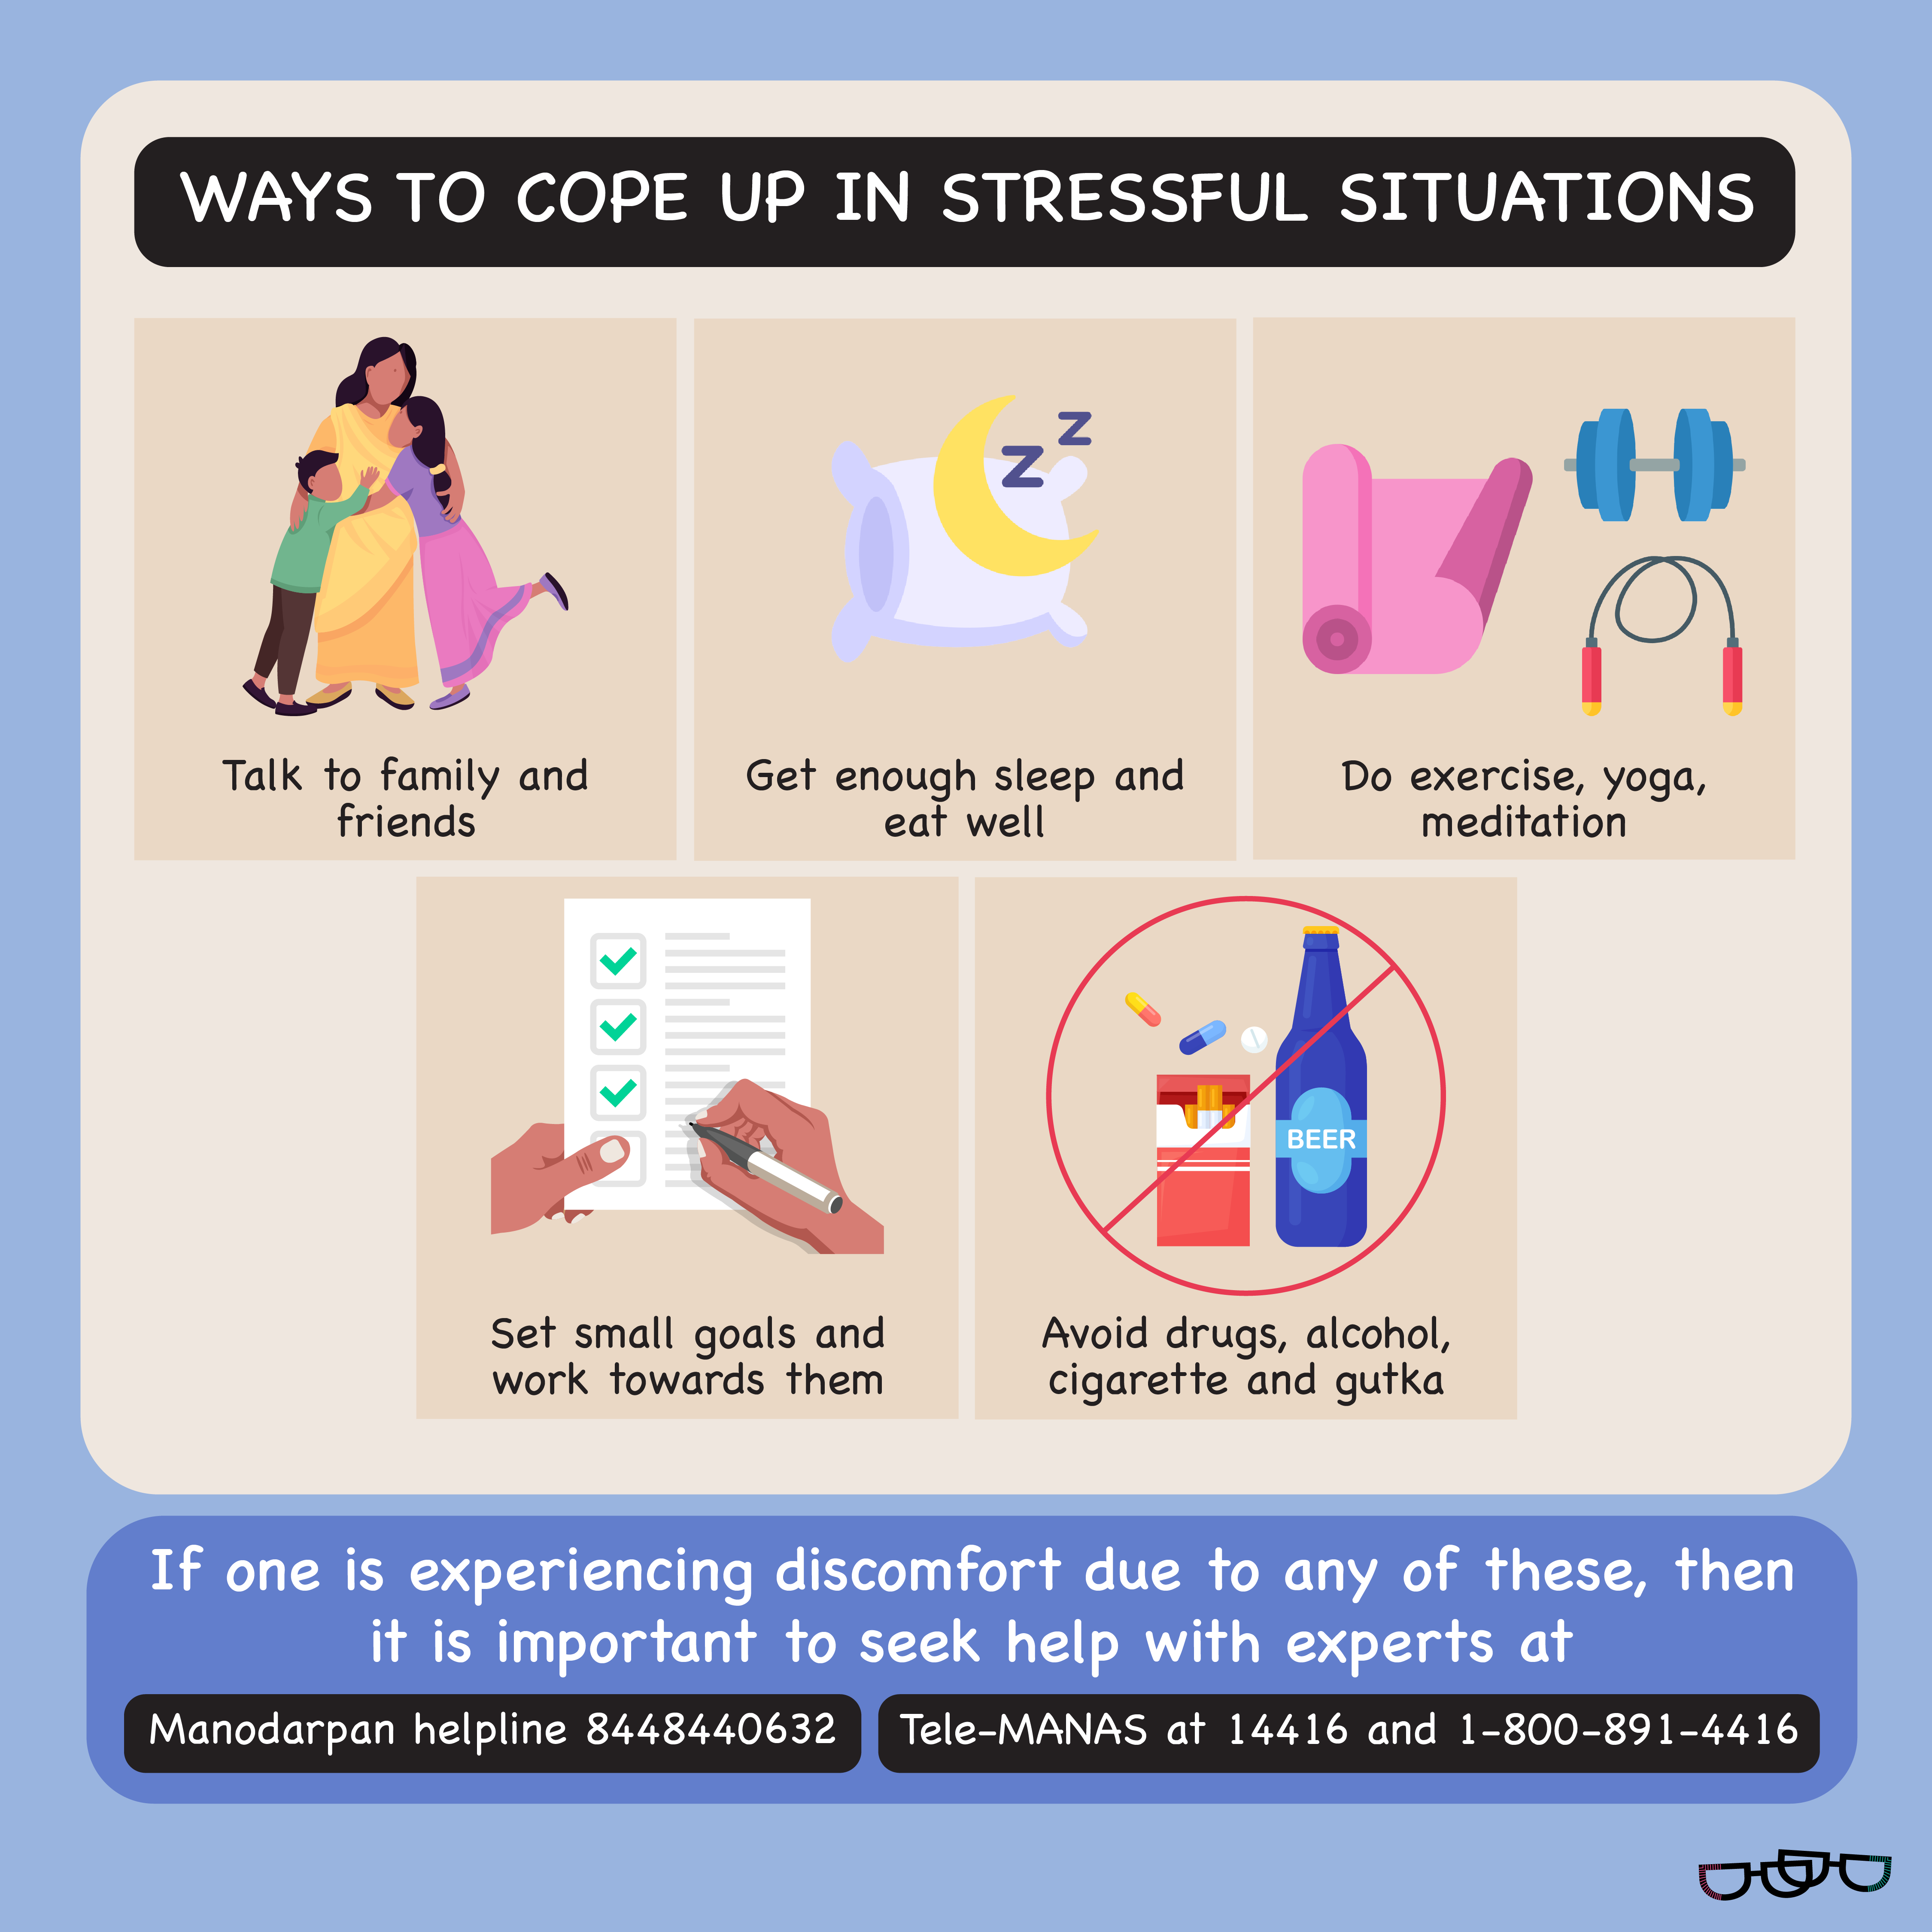 WAYS TO COPE UP IN STRESSFUL SITUATIONS
Talk to family and
friends
z
z
Get enough sleep and
eat well
Do exercise, yoga,
meditation
Set small goals and
work towards them
BEER
Avoid drugs, alcohol,
cigarette and gutka
If one is experiencing discomfort due to any of these, then
it is important to seek help with experts at
Manodarpan helpline 8448440632
Tele-MANAS at 14416 and 1-800-891-4416